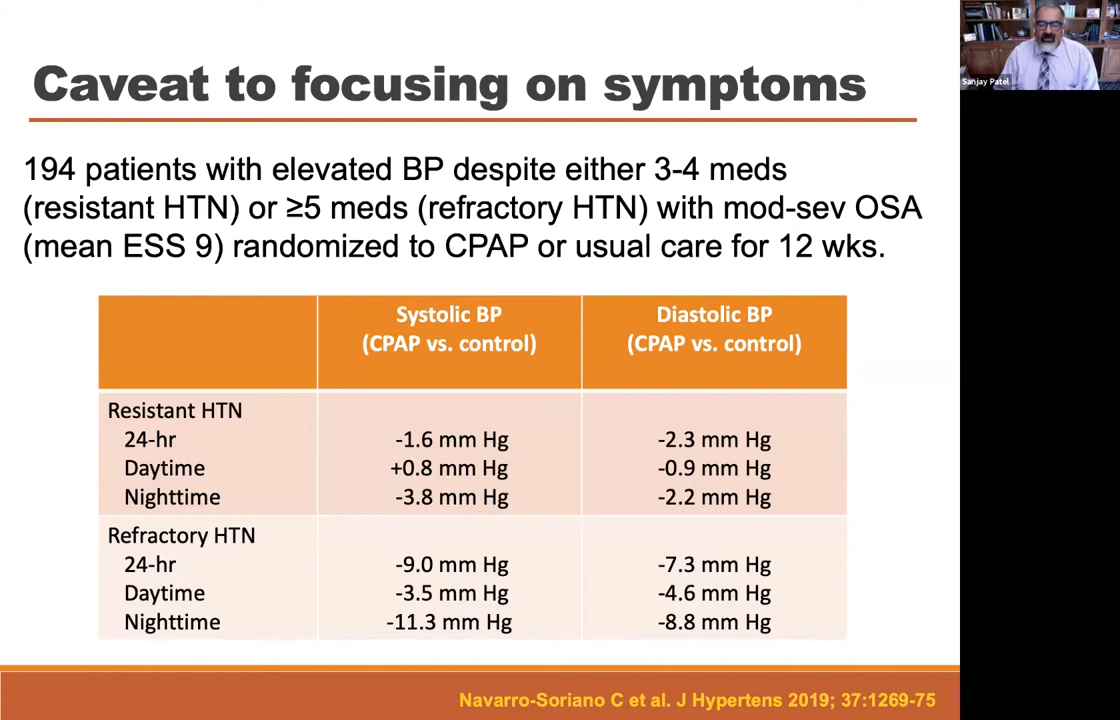 Caveat to focusing on symptoms
Sanjay Patel
194 patients with elevated BP despite either 3-4 meds
(resistant HTN) or ≥5 meds (refractory HTN) with mod-sev OSA
(mean ESS 9) randomized to CPAP or usual care for 12 wks.
Systolic BP
(CPAP vs. control)
Diastolic BP
(CPAP vs. control)
Resistant HTN
24-hr -1.6 mm Hg -2.3 mm Hg
Daytime +0.8 mm Hg -0.9 mm Hg
Nighttime -3.8 mm Hg -2.2 mm Hg
Refractory HTN
24-hr -9.0 mm Hg -7.3 mm Hg
Daytime -3.5 mm Hg -4.6 mm Hg
Nighttime -11.3 mm Hg -8.8 mm Hg
Navarro-Soriano C et al. J Hypertens 2019; 37:1269-75